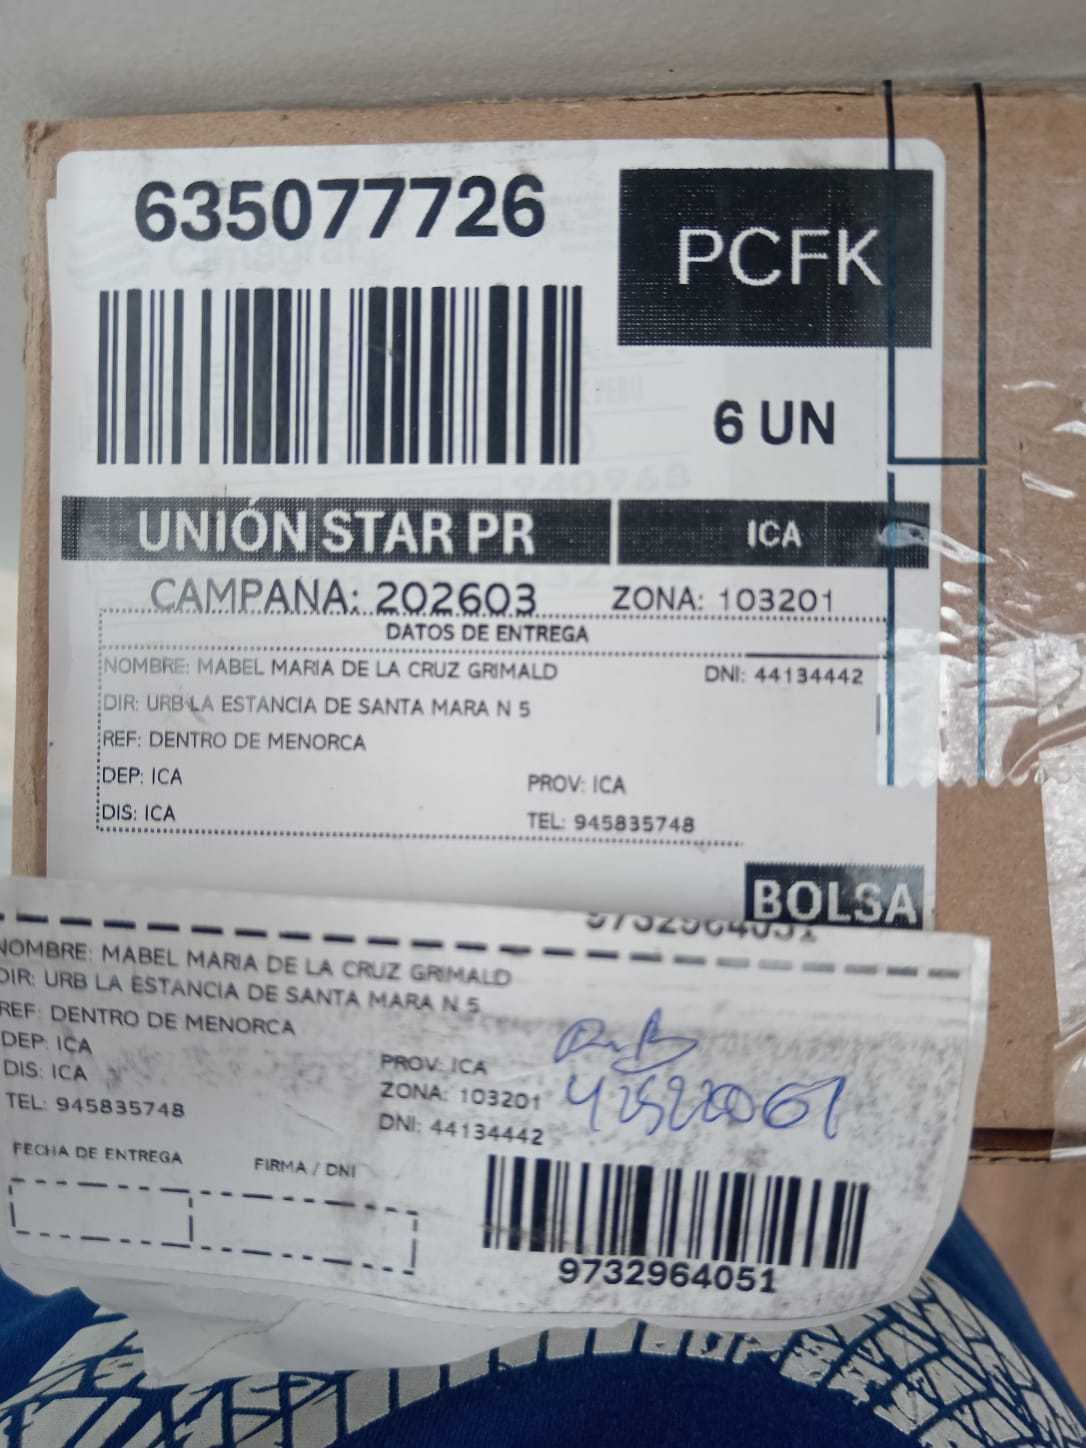 635077726
PCFK
6 UN
UNIÓN STAR PR
ICA
CAMPANA: 202603
ZONA: 103201
DATOS DE ENTREGA
NOMBRE: MABEL MARIA DE LA CRUZ GRIMALD
DNI: 44134442
DIR: URB LA ESTANCIA DE SANTA MARA N 5
REF: DENTRO DE MENORCA
DEP: ICA
PROV: ICA
DIS: ICA
TEL: 945835748
BOLSA
9732964051
NOMBRE: MABEL MARIA DE LA CRUZ GRIMALD
DIR: URB LA ESTANCIA DE SANTA MARA N 5
REF: DENTRO DE MENORCA
DEP: ICA
PROV: ICA
DIS: ICA
ZONA: 103201
TEL: 945835748
DNI: 44134442
FECHA DE ENTREGA
FIRMA / DNI
9732964051